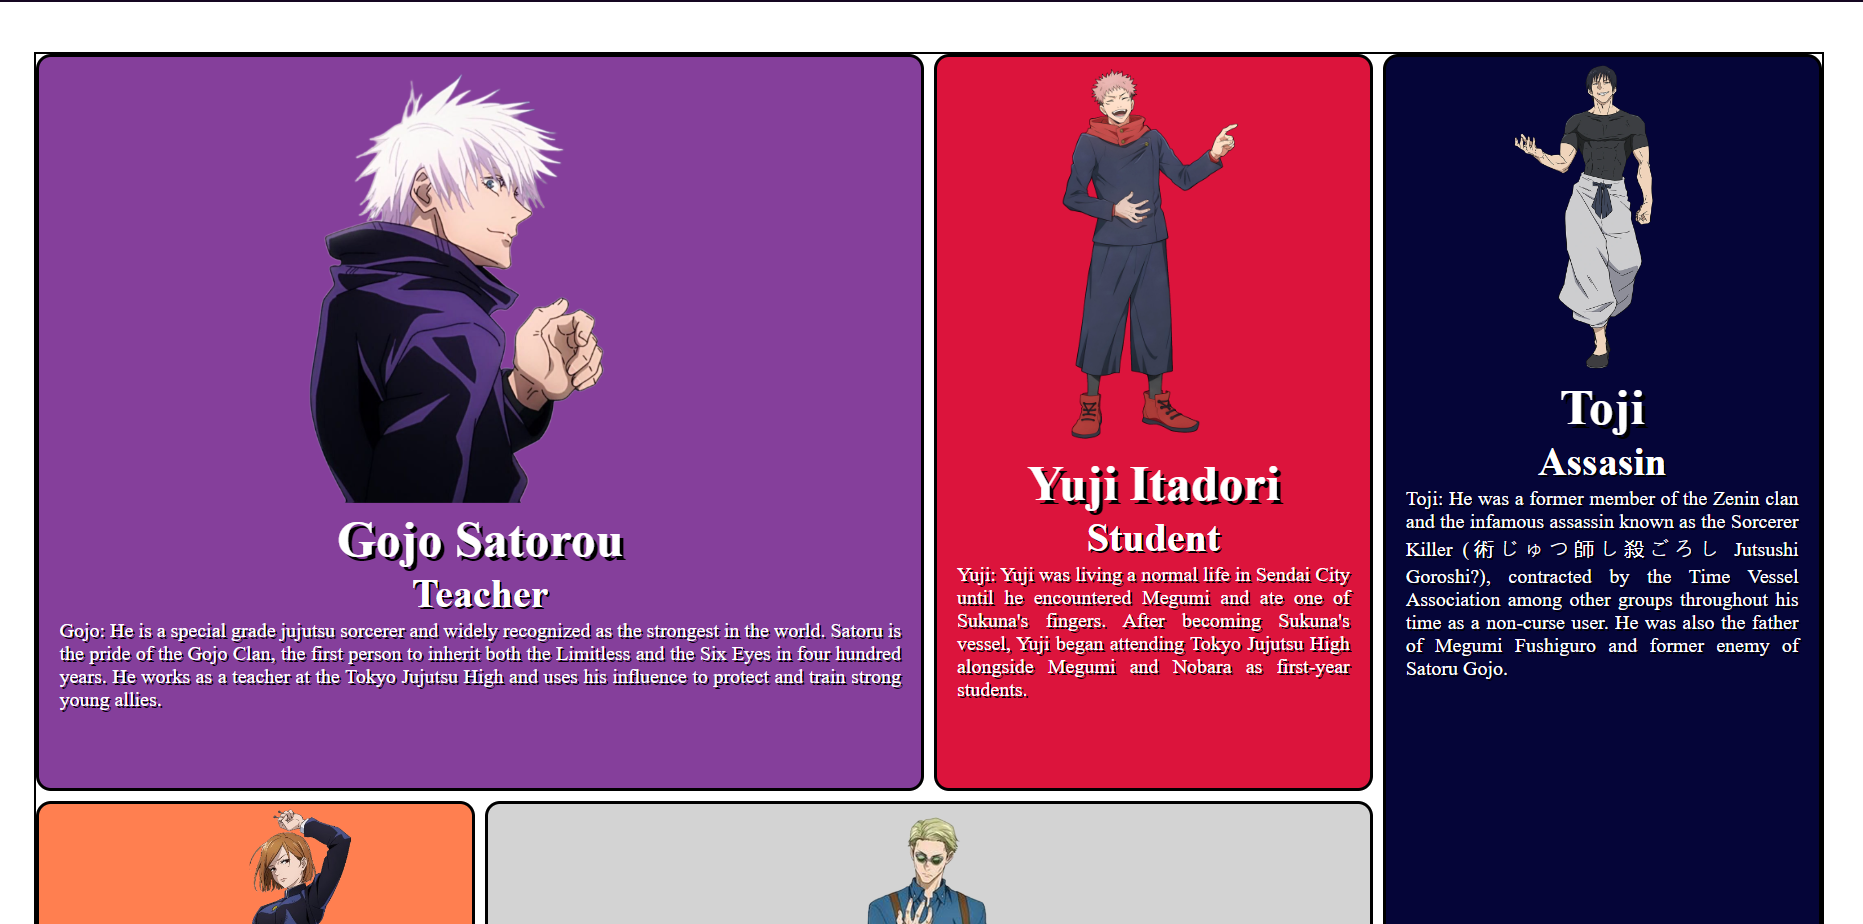 Gojo Satorou
Teacher
Gojo: He is a special grade jujutsu sorcerer and widely recognized as the strongest in the world. Satoru is
the pride of the Gojo Clan, the first person to inherit both the Limitless and the Six Eyes in four hundred
years. He works as a teacher at the Tokyo Jujutsu High and uses his influence to protect and train strong
young allies.
Yuji Itadori
Student
Yuji: Yuji was living a normal life in Sendai City
until he encountered Megumi and ate one of
Sukuna's fingers. After becoming Sukuna's
vessel, Yuji began attending Tokyo Jujutsu High
alongside Megumi and Nobara as first-year
students.
Toji
Assasin
Toji: He was a former member of the Zenin clan
and the infamous assassin known as the Sorcerer
Killer (術じゅつ師し殺ごろし Jutsushi
Goroshi?), contracted by the Time Vessel
Association among other groups throughout his
time as a non-curse user. He was also the father
of Megumi Fushiguro and former enemy of
Satoru Gojo.